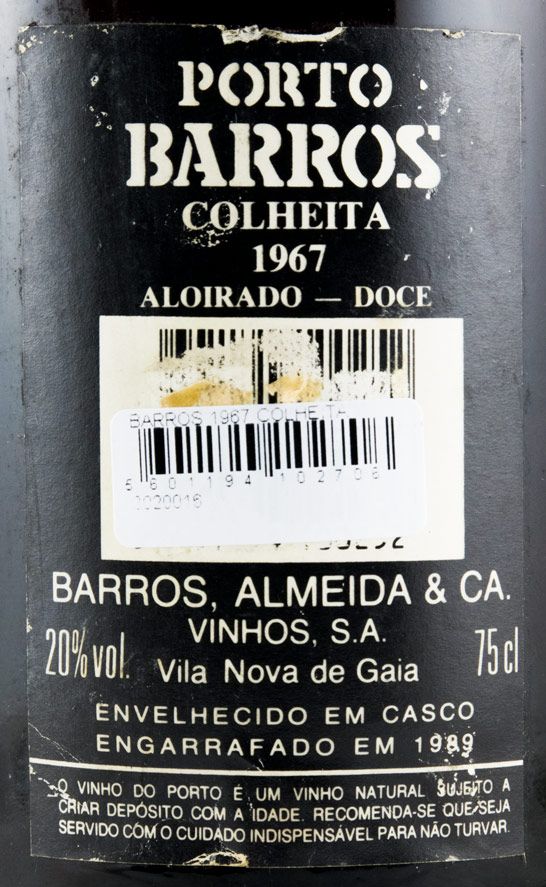 PORTO
BARROS
COLHEITA
1967
ALOIRADO — DOCE
BARROS 1967 COLHEITA
5 601194 102706
0020016
BARROS, ALMEIDA & CA.
VINHOS, S.A.
20% vol. Vila Nova de Gaia 75 cl
ENVELHECIDO EM CASCO
ENGARRAFADO EM 1989
O VINHO DO PORTO É UM VINHO NATURAL SUJEITO A
CRIAR DEPÓSITO COM A IDADE. RECOMENDA-SE QUE SEJA
SERVIDO COM O CUIDADO INDISPENSÁVEL PARA NÃO TURVAR.